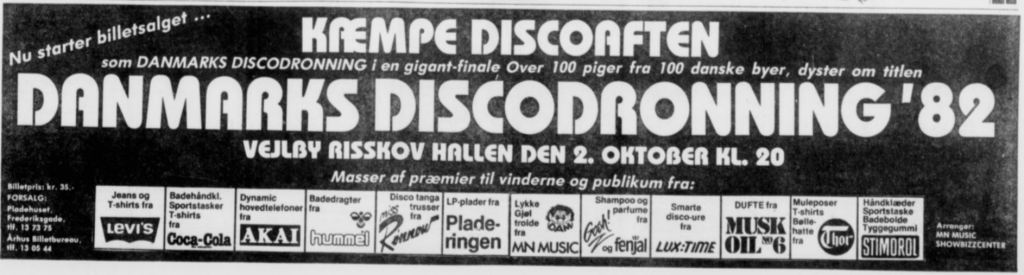 Nu starter billetsalget ...
KÆMPE DISCOAFTEN
som DANMARKS DISCODRONNING i en gigant-finale Over 100 piger fra 100 danske byer, dyster om titlen
DANMARKS DISCODRONNING '82
VEJLBY RISSKOV HALLEN DEN 2. OKTOBER KL. 20
Masser af præmier til vinderne og publikum fra:
Billetpris: kr. 35.-
FORSALG:
Pladehuset,
Frederiksgade,
tlf. 13 73 75
Århus Billetbureau,
tlf. 13 05 44
Jeans og
T-shirts fra
LEVI'S
Badehåndkl.
Sportstasker
T-shirts
fra
Coca-Cola
Dynamic
hovedtelefoner
fra
AKAI
Badedragter
fra
hummel
Disco tanga
trusser
fra
miss
Rønnow
LP-plader fra
Plade-
ringen
Lykke
Gjøl
trolde
fra
MN MUSIC
Shampoo og
parfume
fra
og fenjal
Smarte
disco-ure
fra
LUX:TIME
DUFTE fra
MUSK
OIL No 6
Muleposer
T-shirts
Bølle-
hatte
fra
Thor
Håndklæder
Sportstaske
Badebolde
Tyggegummi
STIMOROL
Arrangør:
MN MUSIC
SHOWBIZZCENTER